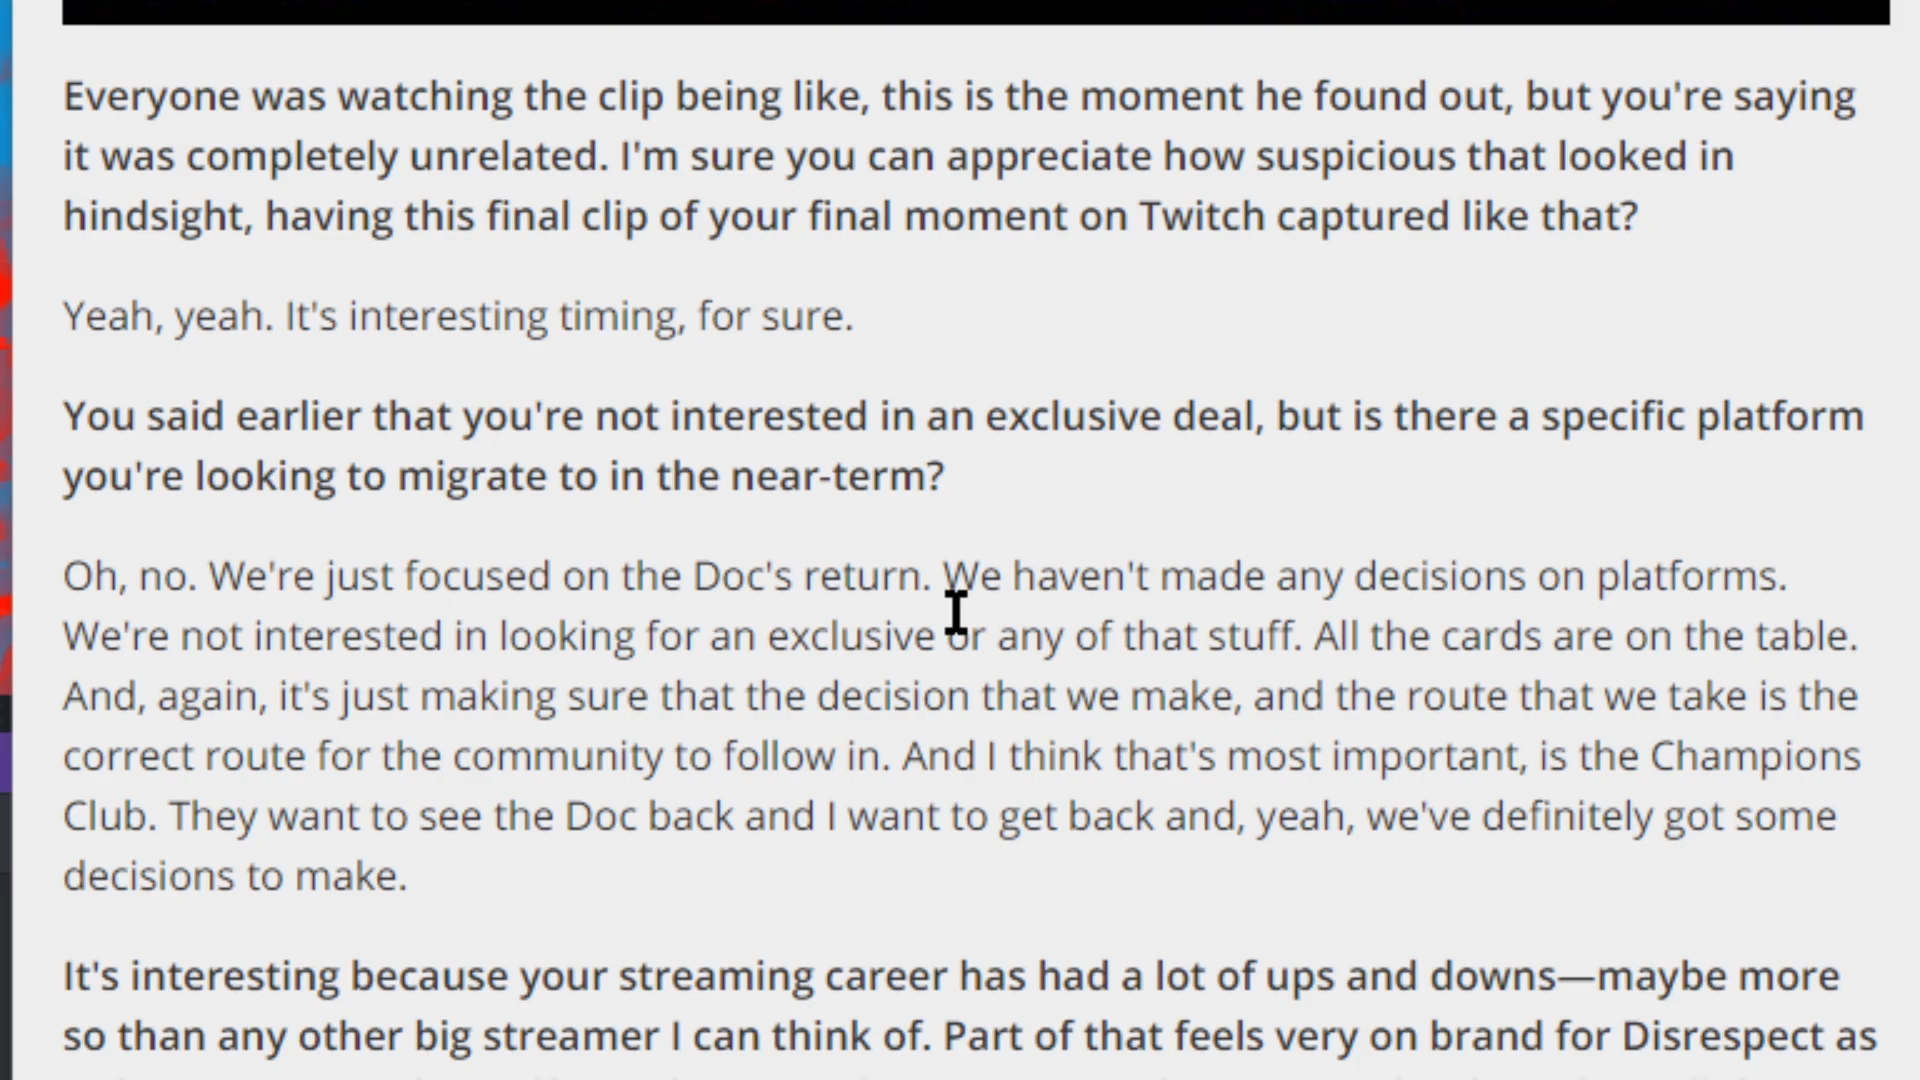 Everyone was watching the clip being like, this is the moment he found out, but you're saying
it was completely unrelated. I'm sure you can appreciate how suspicious that looked in
hindsight, having this final clip of your final moment on Twitch captured like that?
Yeah, yeah. It's interesting timing, for sure.
You said earlier that you're not interested in an exclusive deal, but is there a specific platform
you're looking to migrate to in the near-term?
Oh, no. We're just focused on the Doc's return. We haven't made any decisions on platforms.
We're not interested in looking for an exclusive or any of that stuff. All the cards are on the table.
And, again, it's just making sure that the decision that we make, and the route that we take is the
correct route for the community to follow in. And I think that's most important, is the Champions
Club. They want to see the Doc back and I want to get back and, yeah, we've definitely got some
decisions to make.
It's interesting because your streaming career has had a lot of ups and downs—maybe more
so than any other big streamer I can think of. Part of that feels very on brand for Disrespect as